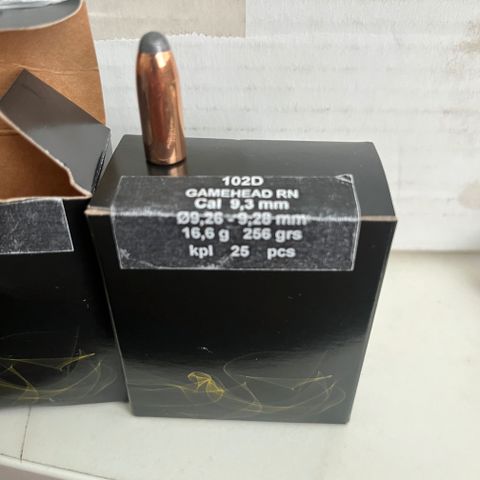 102D
GAMEHEAD RN
Cal 9,3 mm
Ø9,26 - 9,28 mm
16,6 g 256 grs
kpl 25 pcs